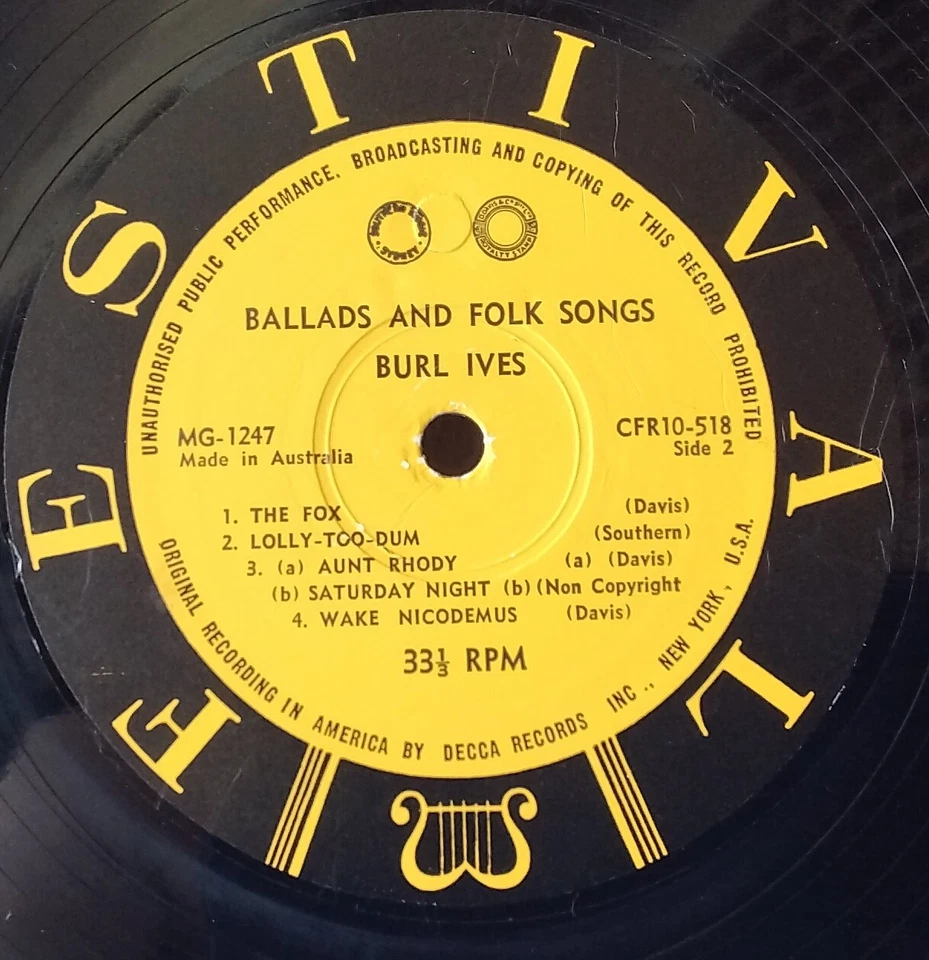 FESTIVAL
UNAUTHORISED PUBLIC PERFORMANCE. BROADCASTING AND COPYING OF THIS RECORD PROHIBITED
SYDNEY
ROYALTY STAMP
BALLADS AND FOLK SONGS
BURL IVES
MG-1247
CFR10-518
Made in Australia
Side 2
1. THE FOX (Davis)
2. LOLLY-TOO-DUM (Southern)
3. (a) AUNT RHODY (a) (Davis)
(b) SATURDAY NIGHT (b) (Non Copyright
4. WAKE NICODEMUS (Davis)
33⅓ RPM
ORIGINAL RECORDING IN AMERICA BY DECCA RECORDS INC., NEW YORK, U.S.A.